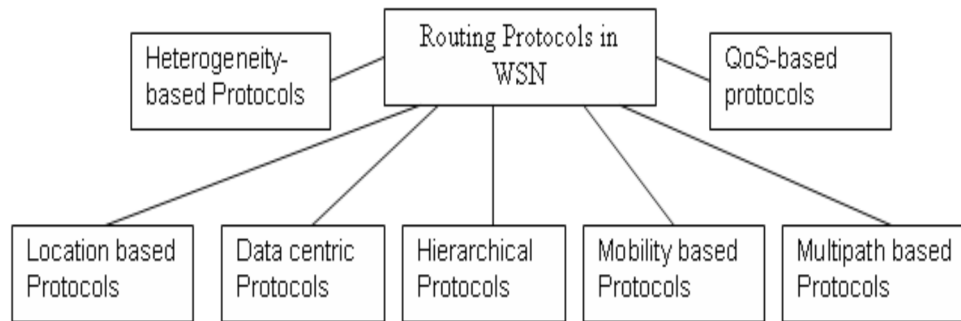 Routing Protocols in
WSN
Heterogeneity-
based Protocols
QoS-based
protocols
Location based
Protocols
Data centric
Protocols
Hierarchical
Protocols
Mobility based
Protocols
Multipath based
Protocols